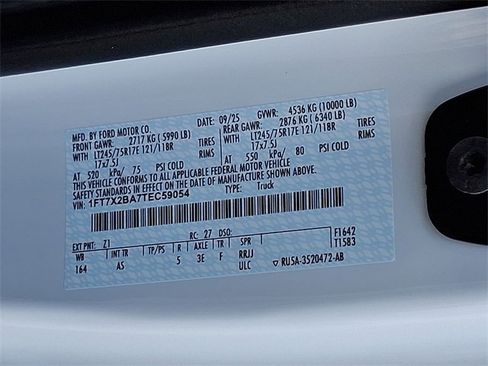 MFD. BY FORD MOTOR CO. DATE: 09/25 GVWR: 4536 KG (10000 LB)
FRONT GAWR: 2717 KG (5990 LB) REAR GAWR: 2876 KG (6340 LB)
WITH LT245/75R17E 121/118R TIRES WITH LT245/75R17E 121/118R TIRES
17x7.5J RIMS 17x7.5J RIMS
AT 520 kPa/ 75 PSI COLD AT 550 kPa/ 80 PSI COLD
THIS VEHICLE CONFORMS TO ALL APPLICABLE FEDERAL MOTOR VEHICLE
SAFETY STANDARDS IN EFFECT ON THE DATE OF MANUFACTURE SHOWN ABOVE.
VIN: 1FT7X2BA7TEC59054 TYPE: Truck
F1642
T1583
EXT PNT: Z1 RC: 27 DSO:
WB INT TR TP/PS R AXLE TR SPR
164 AS 5 3E F RRJJ
ULC RU5A-3520472-AB